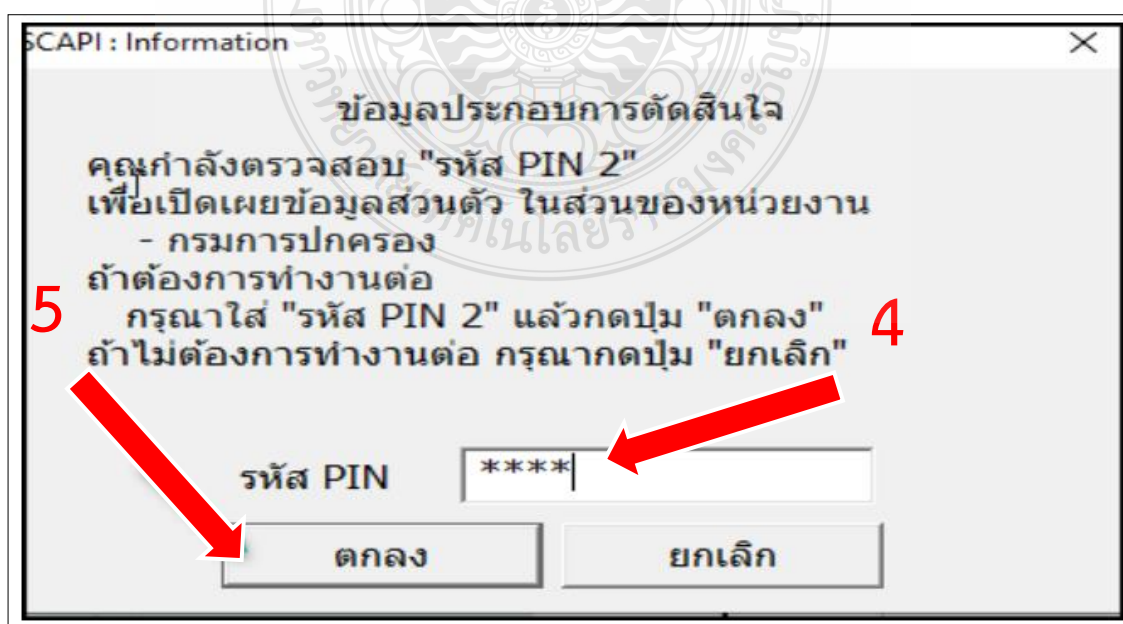 SCAPI : Information
ข้อมูลประกอบการตัดสินใจ
คุณกำลังตรวจสอบ "รหัส PIN 2"
เพื่อเปิดเผยข้อมูลส่วนตัว ในส่วนของหน่วยงาน
- กรมการปกครอง
ถ้าต้องการทำงานต่อ
5
กรุณาใส่ "รหัส PIN 2" แล้วกดปุ่ม "ตกลง"
4
ถ้าไม่ต้องการทำงานต่อ กรุณากดปุ่ม "ยกเลิก"
รหัส PIN
****
ตกลง
ยกเลิก